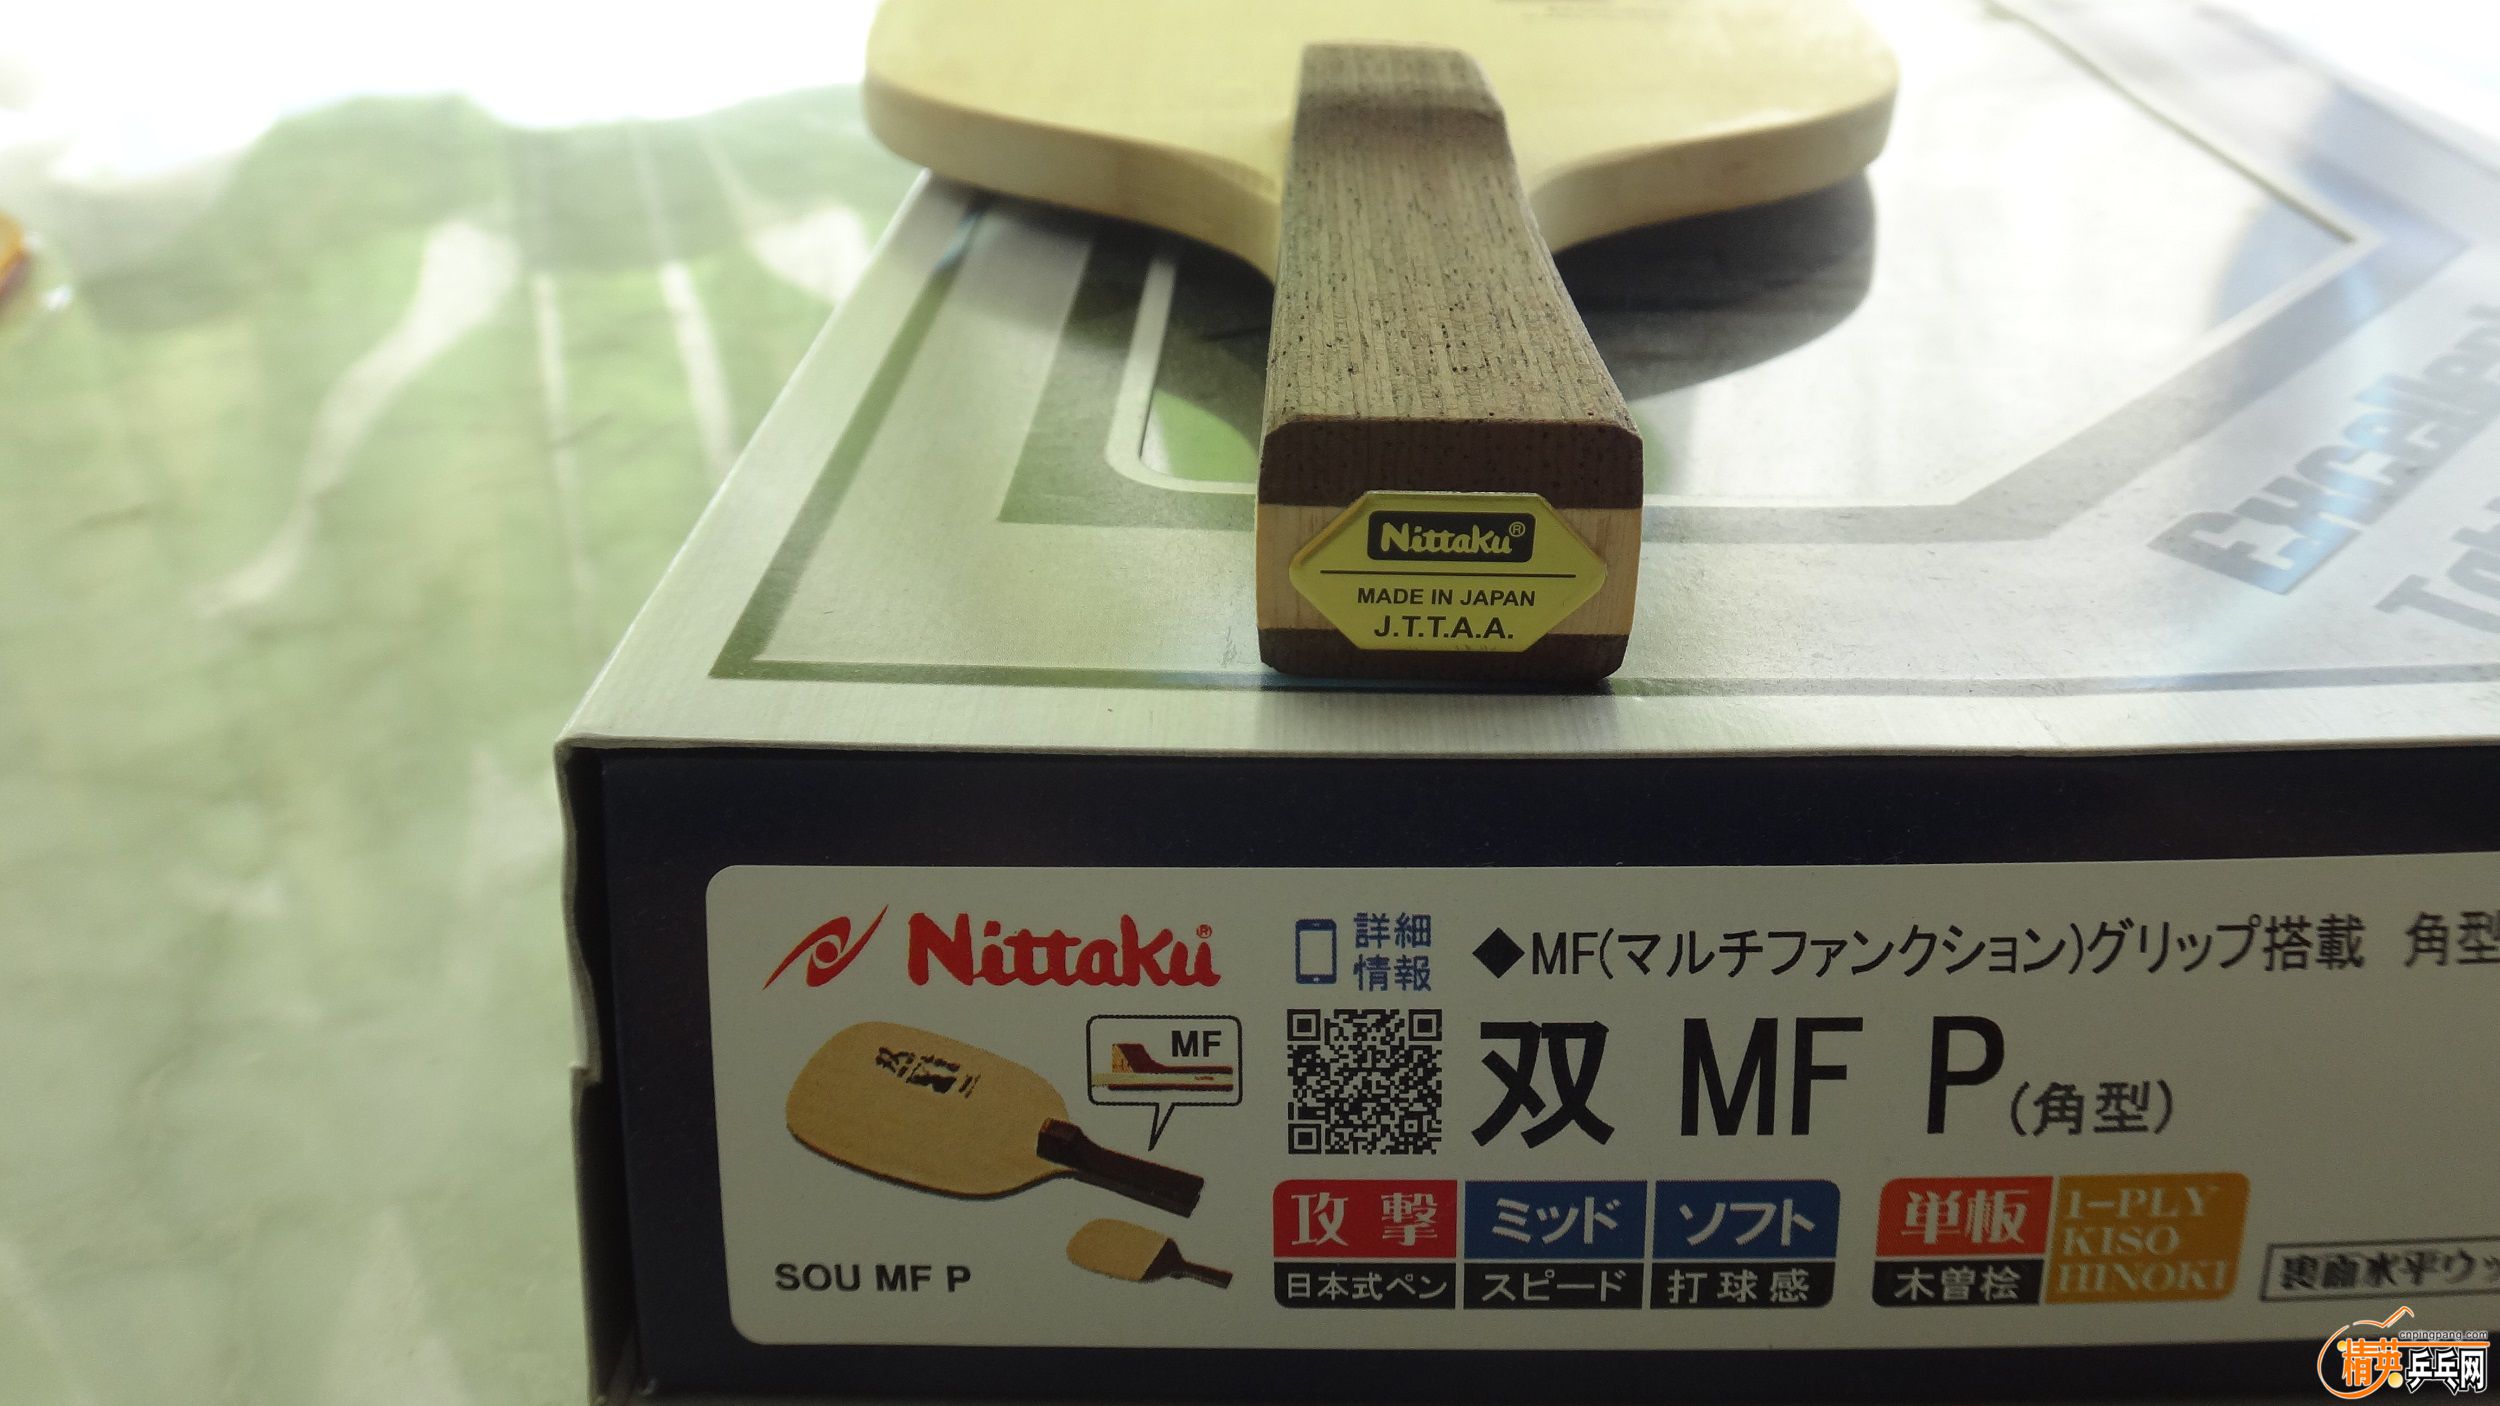 Excellent
Nittaku®
MADE IN JAPAN
J.T.T.A.A.
Nittaku®
詳細
情報
◆MF(マルチファンクション)グリップ搭載 角型
MF
双 MF P(角型)
SOU MF P
攻撃
日本式ペン
ミッド
スピード
ソフト
打球感
単板
木曽桧
1-PLY
KISO
HINOKI
cnpingpang.com
精英乒乓网